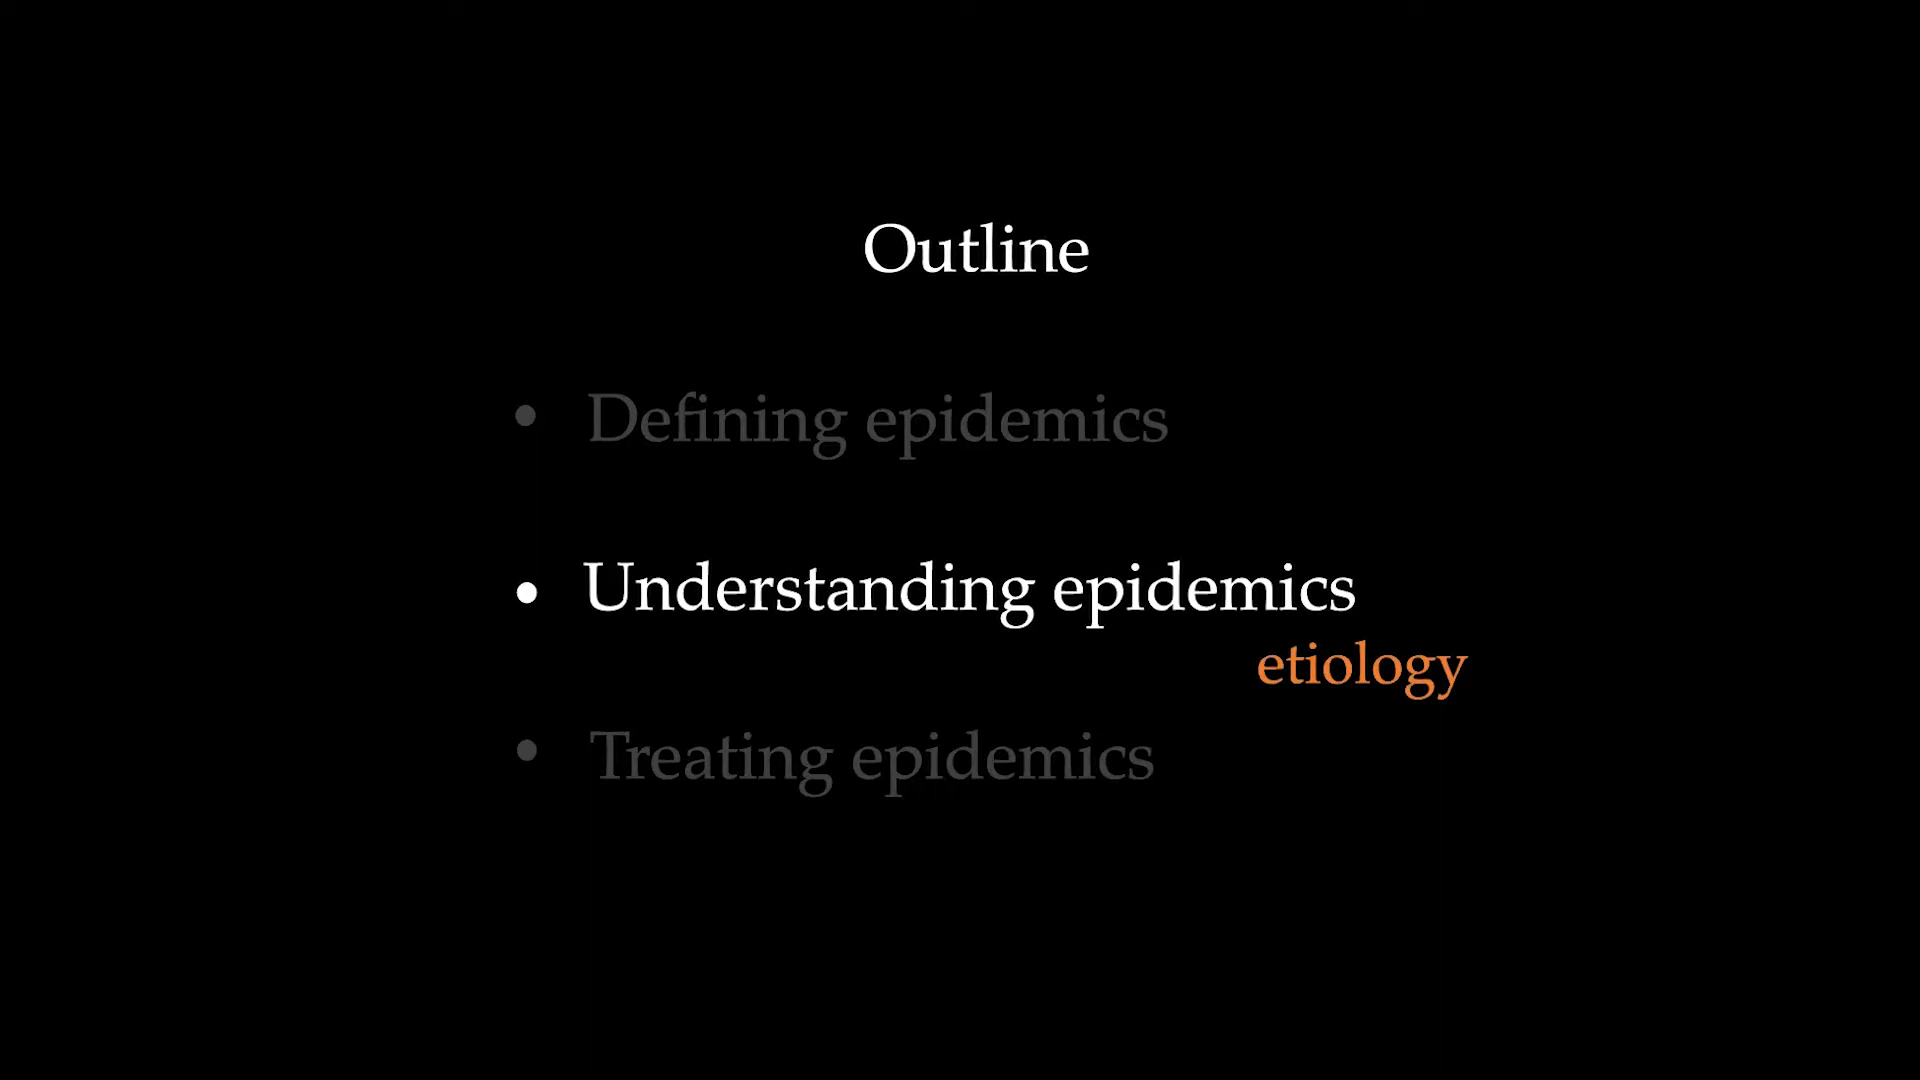 Outline
• Defining epidemics
• Understanding epidemics
etiology
• Treating epidemics